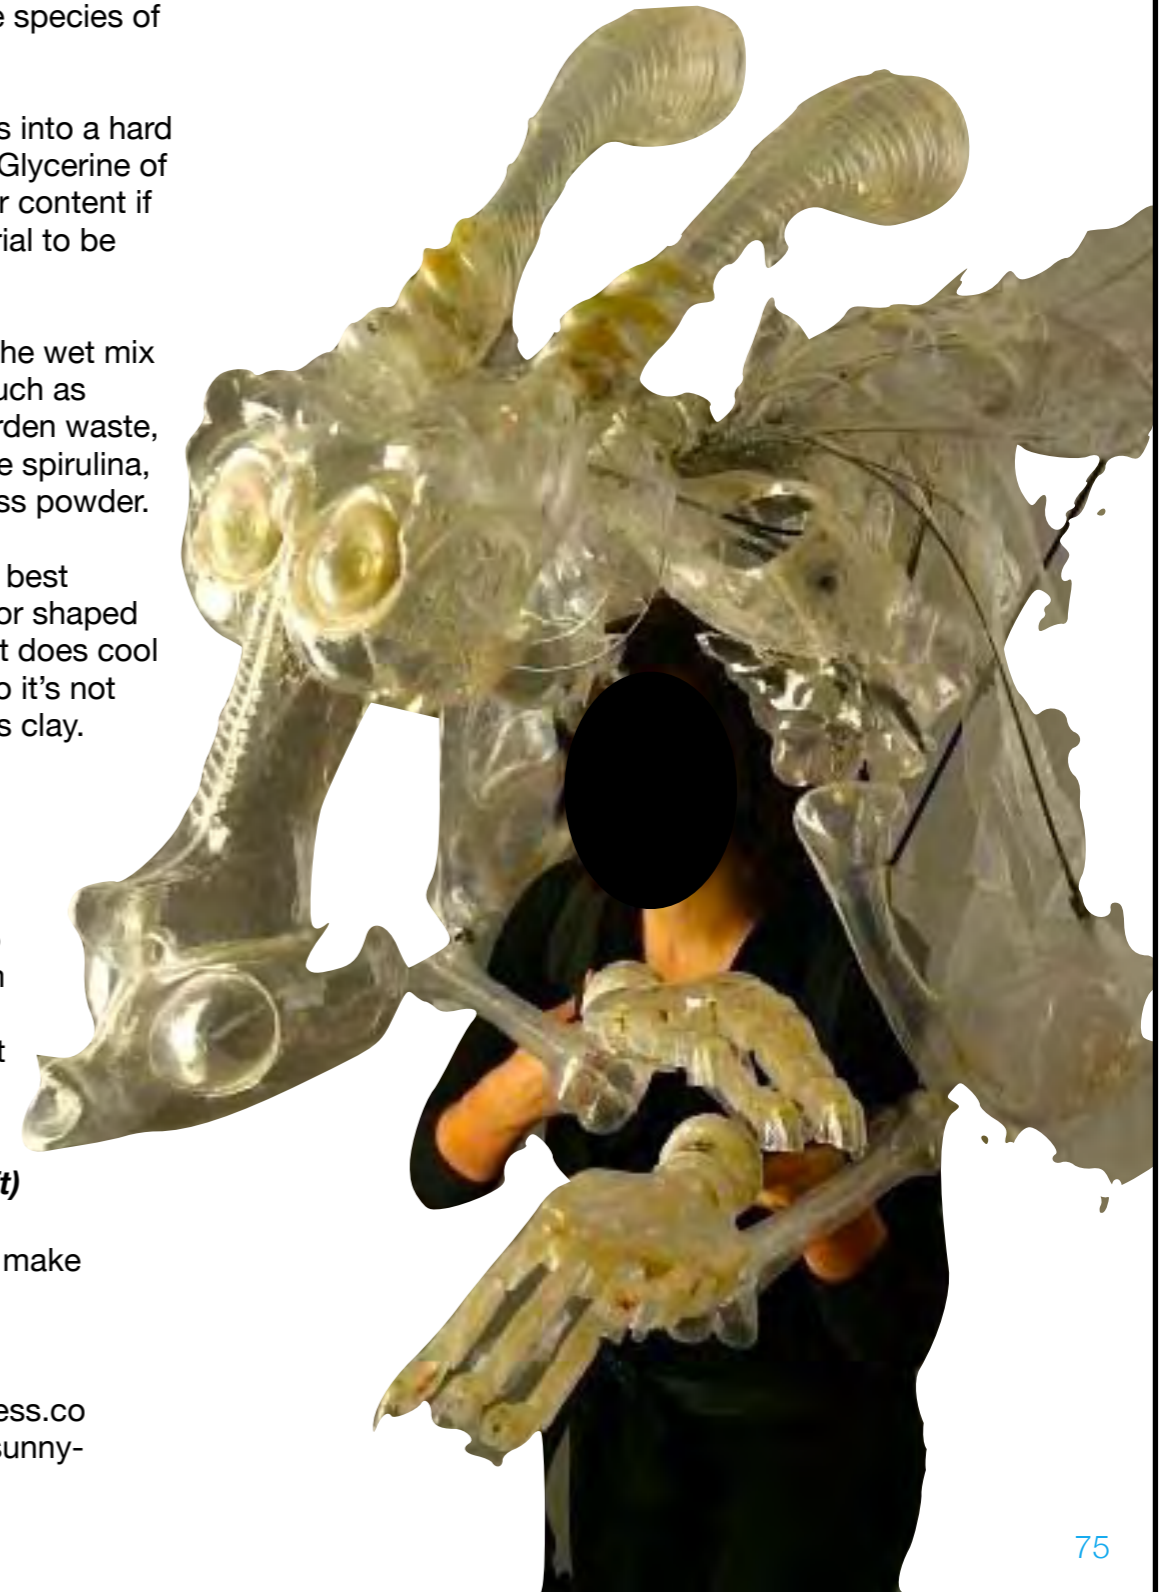 species of
s into a hard
Glycerine of
r content if
rial to be
he wet mix
uch as
rden waste,
e spirulina,
ss powder.
best
or shaped
t does cool
o it's not
s clay.
n
t
t)
make
ess.co
sunny-
75